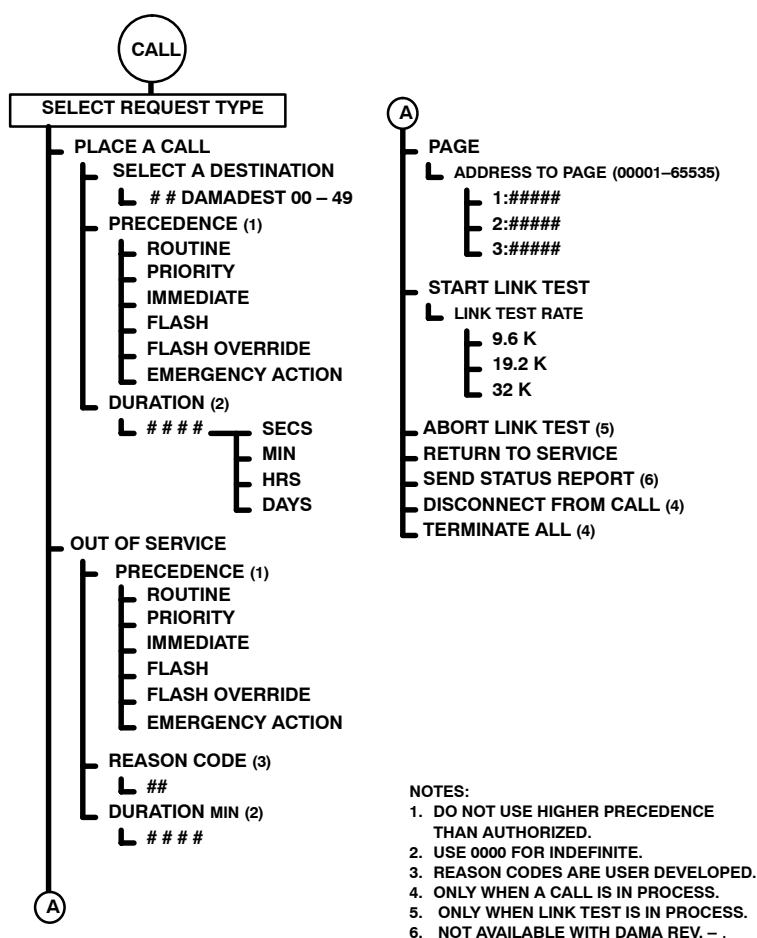 CALL
SELECT REQUEST TYPE
PLACE A CALL
SELECT A DESTINATION
# # DAMADEST 00 – 49
PRECEDENCE (1)
ROUTINE
PRIORITY
IMMEDIATE
FLASH
FLASH OVERRIDE
EMERGENCY ACTION
DURATION (2)
# # # #
SECS
MIN
HRS
DAYS
OUT OF SERVICE
PRECEDENCE (1)
ROUTINE
PRIORITY
IMMEDIATE
FLASH
FLASH OVERRIDE
EMERGENCY ACTION
REASON CODE (3)
##
DURATION MIN (2)
# # # #
A
A
PAGE
ADDRESS TO PAGE (00001–65535)
1:#####
2:#####
3:#####
START LINK TEST
LINK TEST RATE
9.6 K
19.2 K
32 K
ABORT LINK TEST (5)
RETURN TO SERVICE
SEND STATUS REPORT (6)
DISCONNECT FROM CALL (4)
TERMINATE ALL (4)
NOTES:
1. DO NOT USE HIGHER PRECEDENCE
THAN AUTHORIZED.
2. USE 0000 FOR INDEFINITE.
3. REASON CODES ARE USER DEVELOPED.
4. ONLY WHEN A CALL IS IN PROCESS.
5. ONLY WHEN LINK TEST IS IN PROCESS.
6. NOT AVAILABLE WITH DAMA REV. – .